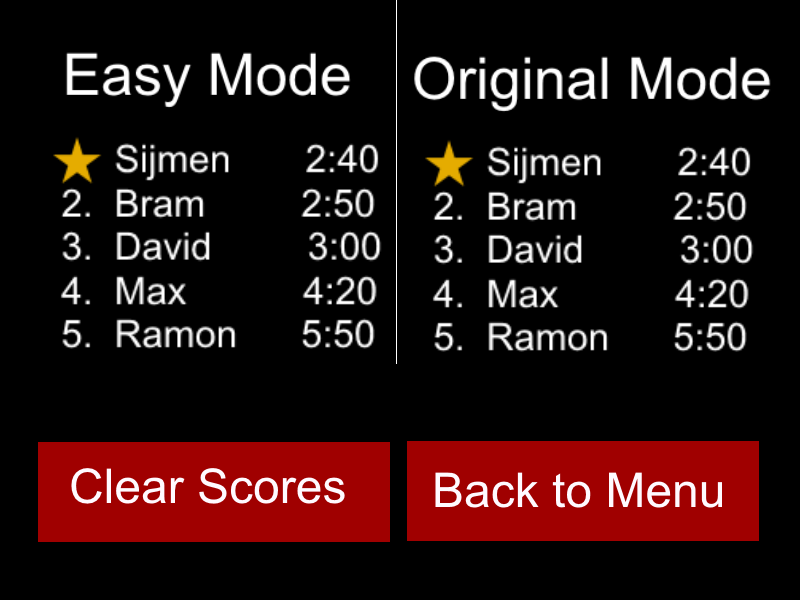 Easy Mode
Sijmen 2:40
2. Bram 2:50
3. David 3:00
4. Max 4:20
5. Ramon 5:50
Original Mode
Sijmen 2:40
2. Bram 2:50
3. David 3:00
4. Max 4:20
5. Ramon 5:50
Clear Scores
Back to Menu